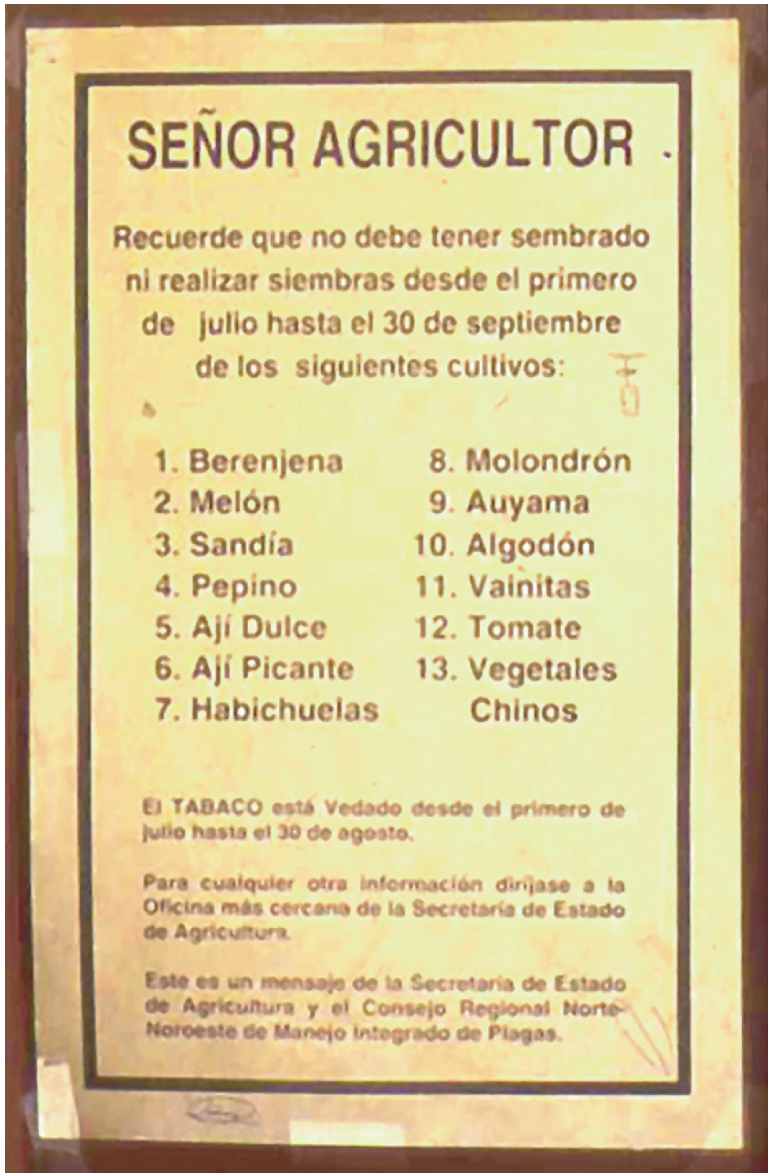 SEÑOR AGRICULTOR
Recuerde que no debe tener sembrado
ni realizar siembras desde el primero
de julio hasta el 30 de septiembre
de los siguientes cultivos:
1. Berenjena
2. Melón
3. Sandía
4. Pepino
5. Ají Dulce
6. Ají Picante
7. Habichuelas
8. Molondrón
9. Auyama
10. Algodón
11. Vainitas
12. Tomate
13. Vegetales
Chinos
El TABACO está Vedado desde el primero de
julio hasta el 30 de agosto.
Para cualquier otra información diríjase a la
Oficina más cercana de la Secretaría de Estado
de Agricultura.
Este es un mensaje de la Secretaría de Estado
de Agricultura y el Consejo Regional Norte-
Noroeste de Manejo Integrado de Plagas.